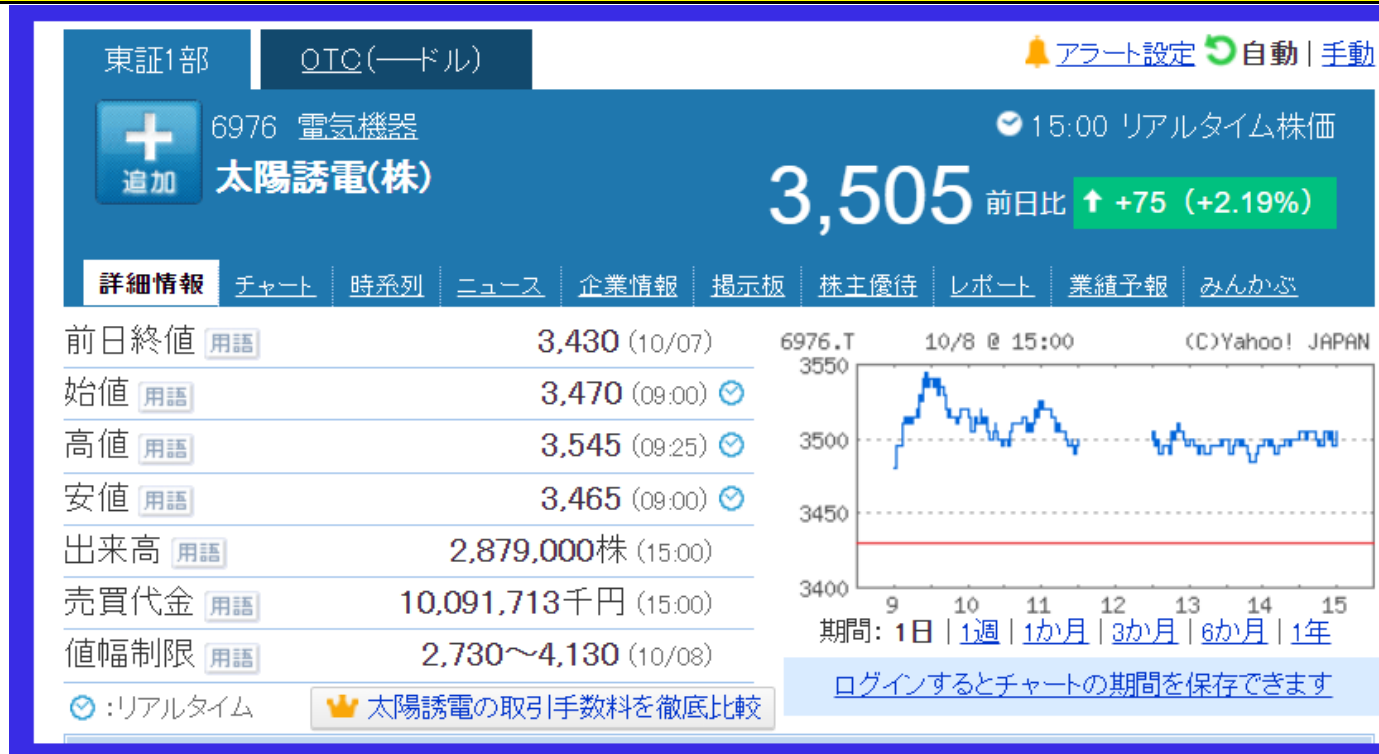 東証1部 OTC(―ドル) アラート設定 自動 | 手動
6976 電気機器 15:00 リアルタイム株価
追加 太陽誘電(株) 3,505 前日比 ↑ +75 (+2.19%)
詳細情報 チャート 時系列 ニュース 企業情報 掲示板 株主優待 レポート 業績予報 みんかぶ
前日終値 用語 3,430 (10/07)
始値 用語 3,470 (09:00)
高値 用語 3,545 (09:25)
安値 用語 3,465 (09:00)
出来高 用語 2,879,000株 (15:00)
売買代金 用語 10,091,713千円 (15:00)
値幅制限 用語 2,730～4,130 (10/08)
:リアルタイム 太陽誘電の取引手数料を徹底比較
6976.T 10/8 @ 15:00 (C)Yahoo! JAPAN
3550
3500
3450
3400
9 10 11 12 13 14 15
期間: 1日 | 1週 | 1か月 | 3か月 | 6か月 | 1年
ログインするとチャートの期間を保存できます